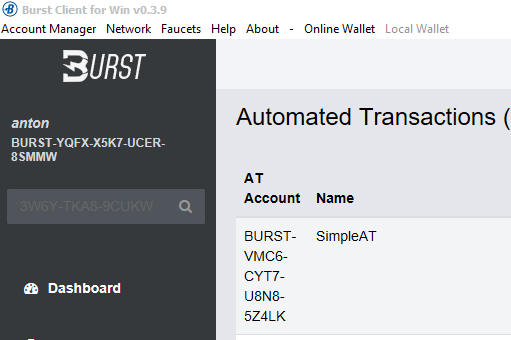 Burst Client for Win v0.3.9
Account Manager Network Faucets Help About - Online Wallet Local Wallet
BURST
anton
BURST-YQFX-X5K7-UCER-
8SMMW
3W6Y-TKA8-9CUKW
Dashboard
Automated Transactions (
AT
Account Name
BURST- SimpleAT
VMC6-
CYT7-
U8N8-
5Z4LK